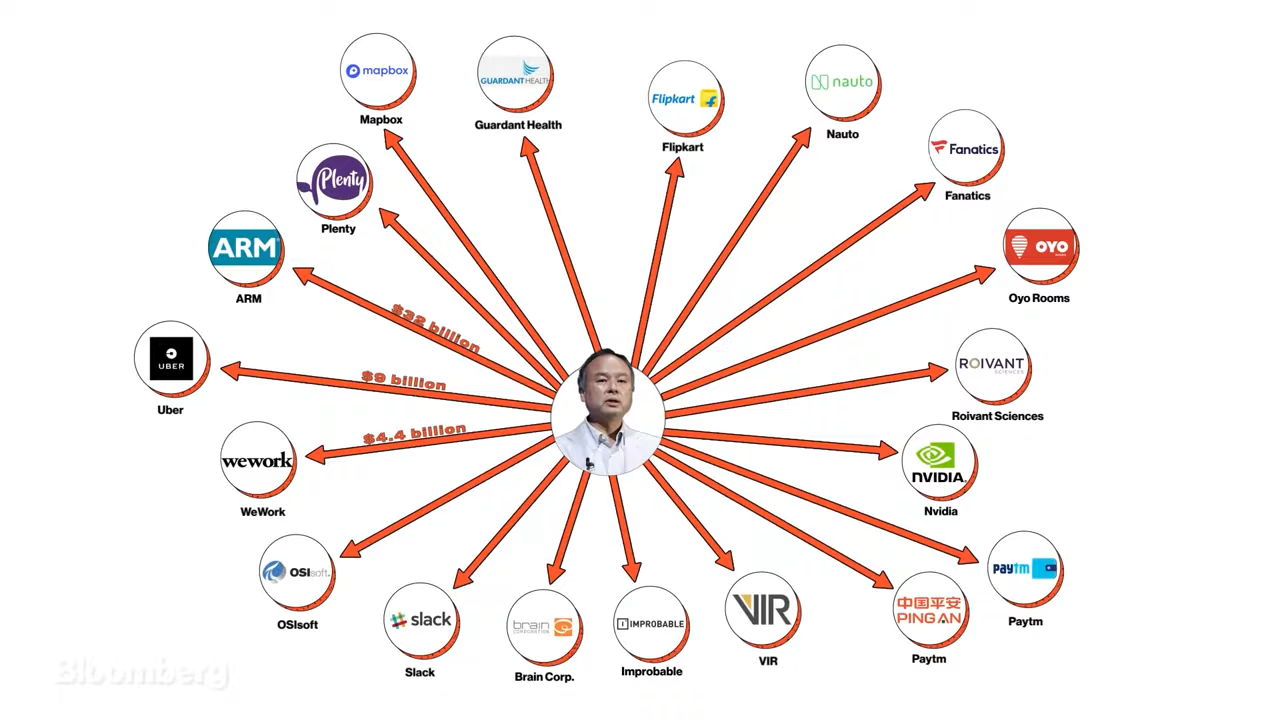 mapbox
Mapbox
GUARDANT HEALTH
Guardant Health
Flipkart
Flipkart
nauto
Nauto
Fanatics
Fanatics
Plenty
Plenty
ARM
ARM
OYO
Oyo Rooms
$32 billion
UBER
Uber
$9 billion
ROIVANT
SCIENCES
Roivant Sciences
wework
WeWork
$4.4 billion
NVIDIA
Nvidia
OSIsoft.
OSIsoft
slack
Slack
brain
CORPORATION
Brain Corp.
IMPROBABLE
Improbable
VIR
VIR
中国平安
PING AN
Paytm
Paytm
Paytm
Bloomberg